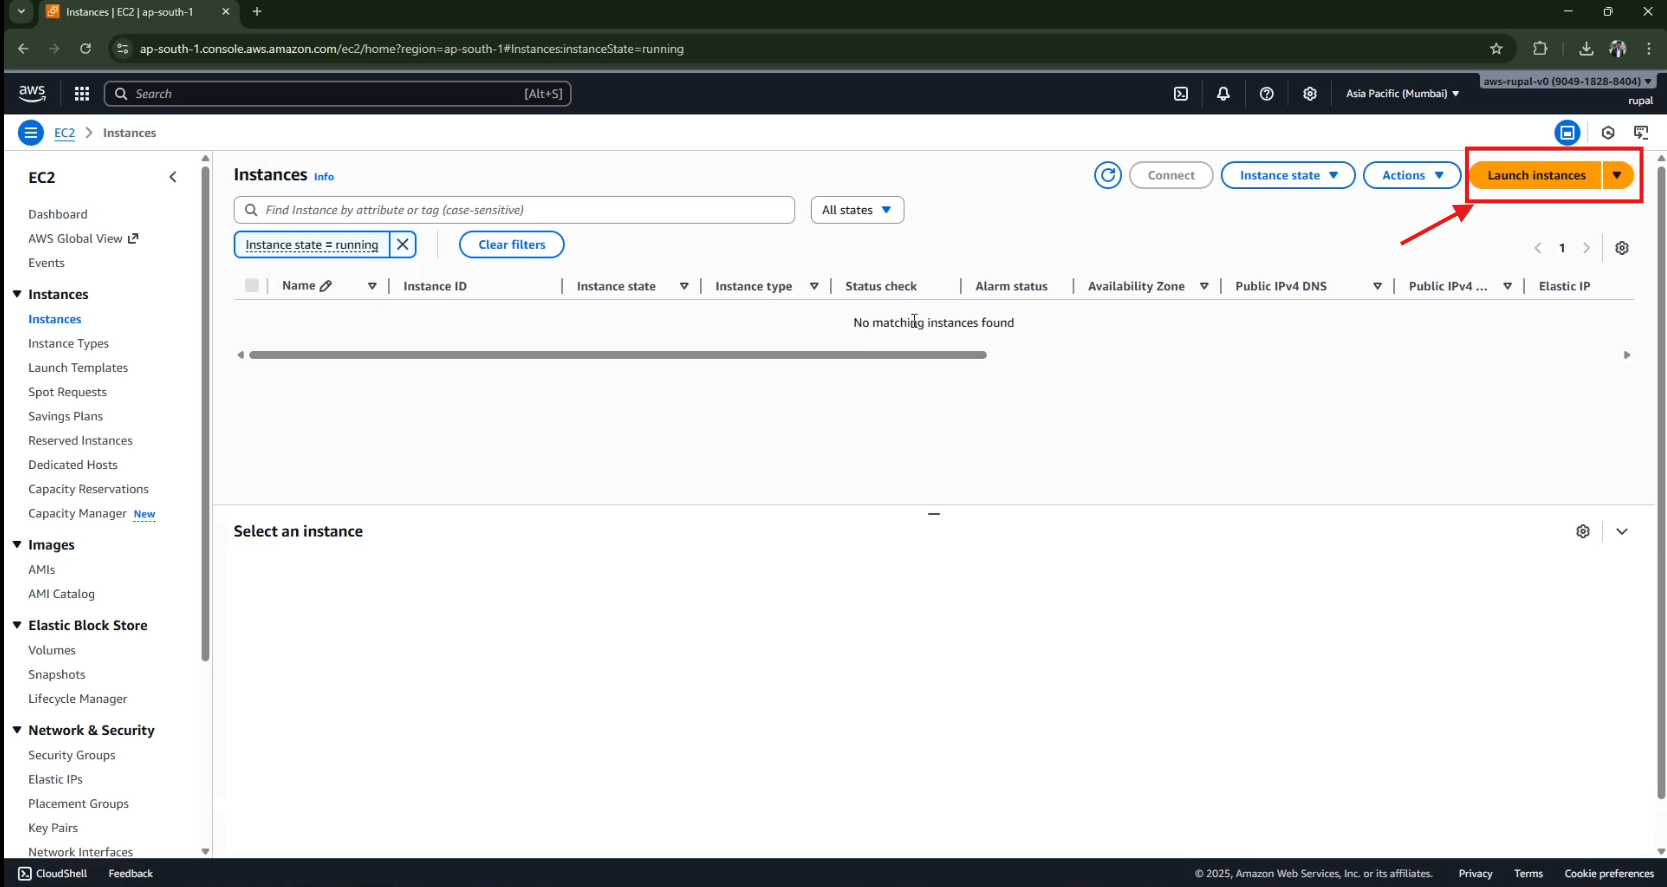 Instances | EC2 | ap-south-1
ap-south-1.console.aws.amazon.com/ec2/home?region=ap-south-1#Instances:instanceState=running
aws
Search
[Alt+S]
Asia Pacific (Mumbai)
aws-rupal-v0 (9049-1828-8404)
rupal
EC2
Instances
EC2
Dashboard
AWS Global View
Events
Instances
Instances
Instance Types
Launch Templates
Spot Requests
Savings Plans
Reserved Instances
Dedicated Hosts
Capacity Reservations
Capacity Manager New
Images
AMIs
AMI Catalog
Elastic Block Store
Volumes
Snapshots
Lifecycle Manager
Network & Security
Security Groups
Elastic IPs
Placement Groups
Key Pairs
Network Interfaces
Instances Info
Connect
Instance state
Actions
Launch instances
Find Instance by attribute or tag (case-sensitive)
All states
Instance state = running
Clear filters
1
Name
Instance ID
Instance state
Instance type
Status check
Alarm status
Availability Zone
Public IPv4 DNS
Public IPv4 ...
Elastic IP
No matching instances found
Select an instance
CloudShell
Feedback
© 2025, Amazon Web Services, Inc. or its affiliates.
Privacy
Terms
Cookie preferences